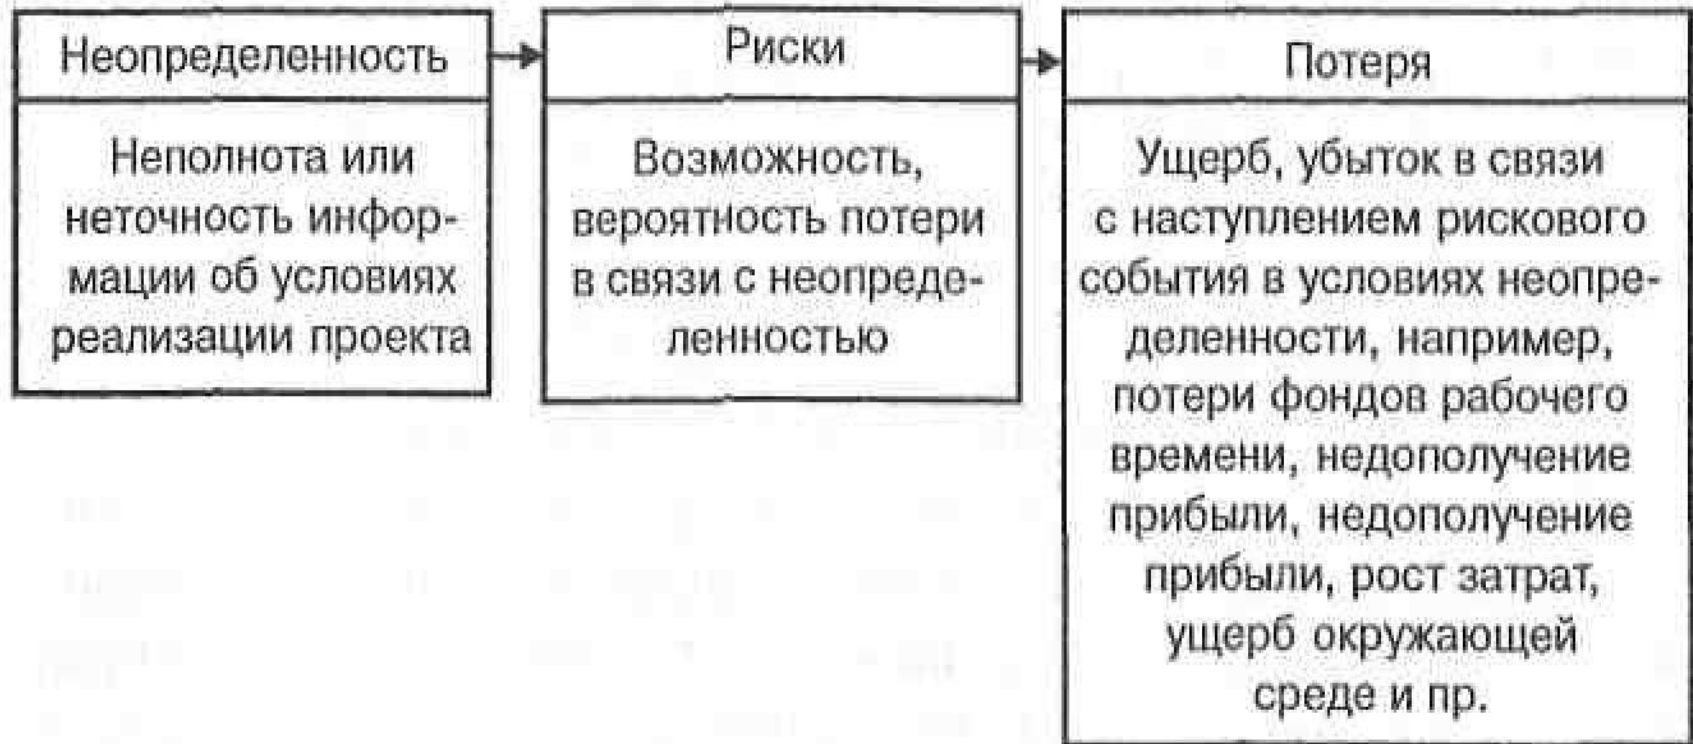 Неопределенность
Неполнота или
неточность инфор-
мации об условиях
реализации проекта
Риски
Возможность,
вероятность потери
в связи с неопреде-
ленностью
Потеря
Ущерб, убыток в связи
с наступлением рискового
события в условиях неопре-
деленности, например,
потери фондов рабочего
времени, недополучение
прибыли, недополучение
прибыли, рост затрат,
ущерб окружающей
среде и пр.